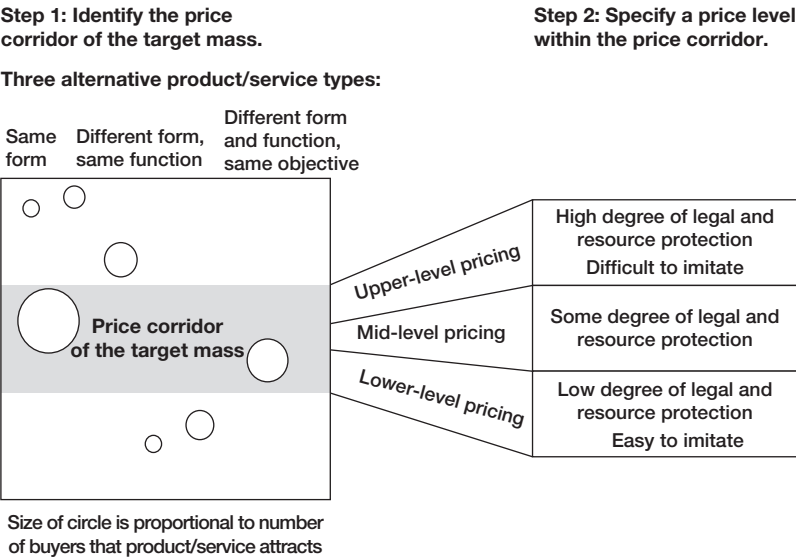 Step 1: Identify the price
corridor of the target mass.
Step 2: Specify a price level
within the price corridor.
Three alternative product/service types:
Same
form
Different form,
same function
Different form
and function,
same objective
Price corridor
of the target mass
Upper-level pricing
Mid-level pricing
Lower-level pricing
High degree of legal and
resource protection
Difficult to imitate
Some degree of legal and
resource protection
Low degree of legal and
resource protection
Easy to imitate
Size of circle is proportional to number
of buyers that product/service attracts